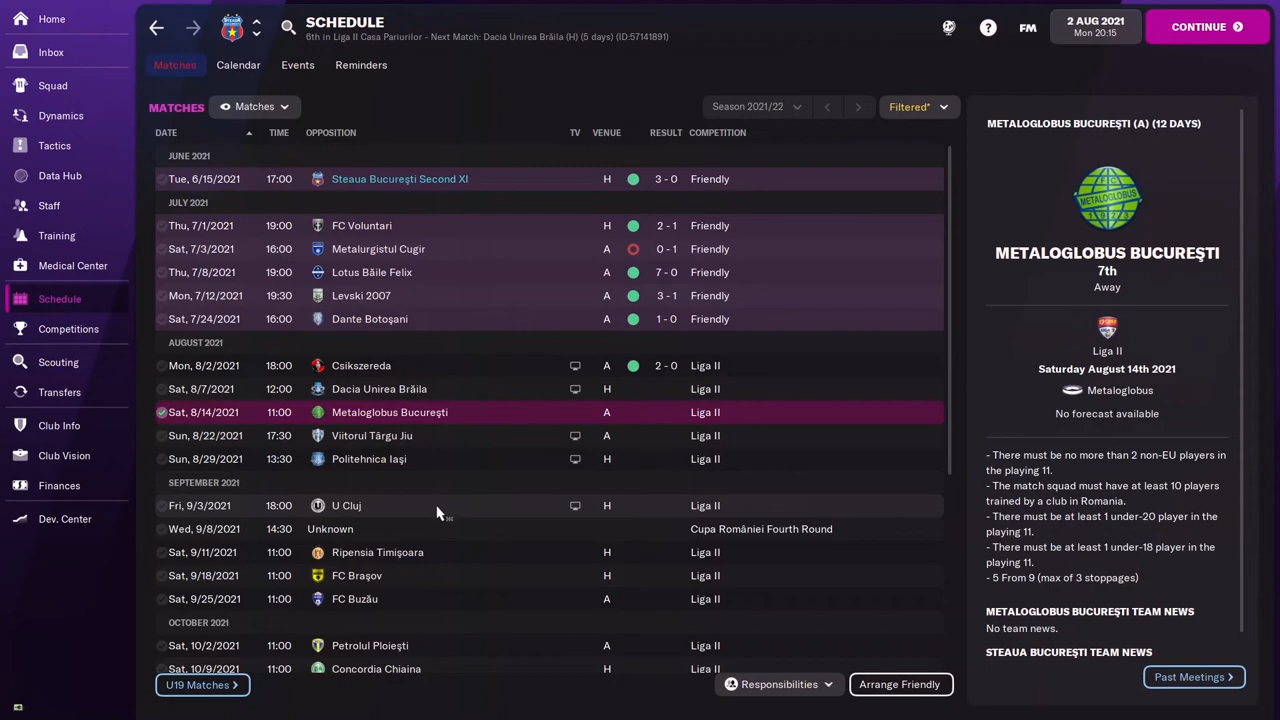 Home
Inbox
Squad
Dynamics
Tactics
Data Hub
Staff
Training
Medical Center
Schedule
Competitions
Scouting
Transfers
Club Info
Club Vision
Finances
Dev. Center
SCHEDULE
6th in Liga II Casa Pariurilor - Next Match: Dacia Unirea Brăila (H) (5 days) (ID:57141891)
FM
2 AUG 2021
Mon 20:15
CONTINUE
Matches Calendar Events Reminders
MATCHES Matches Season 2021/22 Filtered*
DATE TIME OPPOSITION TV VENUE RESULT COMPETITION
JUNE 2021
Tue, 6/15/2021 17:00 Steaua Bucureşti Second XI H 3 - 0 Friendly
JULY 2021
Thu, 7/1/2021 19:00 FC Voluntari H 2 - 1 Friendly
Sat, 7/3/2021 16:00 Metalurgistul Cugir A 0 - 1 Friendly
Thu, 7/8/2021 19:00 Lotus Băile Felix A 7 - 0 Friendly
Mon, 7/12/2021 19:30 Levski 2007 A 3 - 1 Friendly
Sat, 7/24/2021 16:00 Dante Botoşani A 1 - 0 Friendly
AUGUST 2021
Mon, 8/2/2021 18:00 Csikszereda A 2 - 0 Liga II
Sat, 8/7/2021 12:00 Dacia Unirea Brăila H Liga II
Sat, 8/14/2021 11:00 Metaloglobus Bucureşti A Liga II
Sun, 8/22/2021 17:30 Viitorul Târgu Jiu A Liga II
Sun, 8/29/2021 13:30 Politehnica Iaşi H Liga II
SEPTEMBER 2021
Fri, 9/3/2021 18:00 U Cluj H Liga II
Wed, 9/8/2021 14:30 Unknown Cupa României Fourth Round
Sat, 9/11/2021 11:00 Ripensia Timişoara H Liga II
Sat, 9/18/2021 11:00 FC Braşov H Liga II
Sat, 9/25/2021 11:00 FC Buzău A Liga II
OCTOBER 2021
Sat, 10/2/2021 11:00 Petrolul Ploieşti A Liga II
Sat, 10/9/2021 11:00 Concordia Chiaina H Liga II
U19 Matches Responsibilities Arrange Friendly
METALOGLOBUS BUCUREŞTI (A) (12 DAYS)
FC
METALOGLOBUS
1923
METALOGLOBUS BUCUREŞTI
7th
Away
Liga II
Saturday August 14th 2021
Metaloglobus
No forecast available
- There must be no more than 2 non-EU players in
the playing 11.
- The match squad must have at least 10 players
trained by a club in Romania.
- There must be at least 1 under-20 player in the
playing 11.
- There must be at least 1 under-18 player in the
playing 11.
- 5 From 9 (max of 3 stoppages)
METALOGLOBUS BUCUREŞTI TEAM NEWS
No team news.
STEAUA BUCUREŞTI TEAM NEWS
Past Meetings